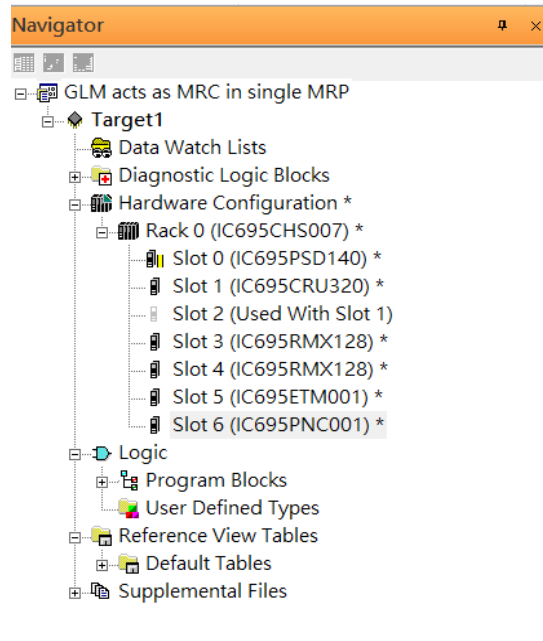 Navigator
GLM acts as MRC in single MRP
Target1
Data Watch Lists
Diagnostic Logic Blocks
Hardware Configuration *
Rack 0 (IC695CHS007) *
Slot 0 (IC695PSD140) *
Slot 1 (IC695CRU320) *
Slot 2 (Used With Slot 1)
Slot 3 (IC695RMX128) *
Slot 4 (IC695RMX128) *
Slot 5 (IC695ETM001) *
Slot 6 (IC695PNC001) *
Logic
Program Blocks
User Defined Types
Reference View Tables
Default Tables
Supplemental Files